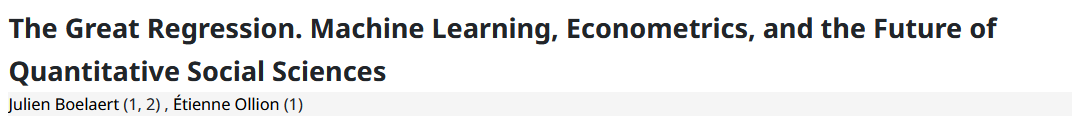 The Great Regression. Machine Learning, Econometrics, and the Future of
Quantitative Social Sciences
Julien Boelaert (1, 2) , Étienne Ollion (1)